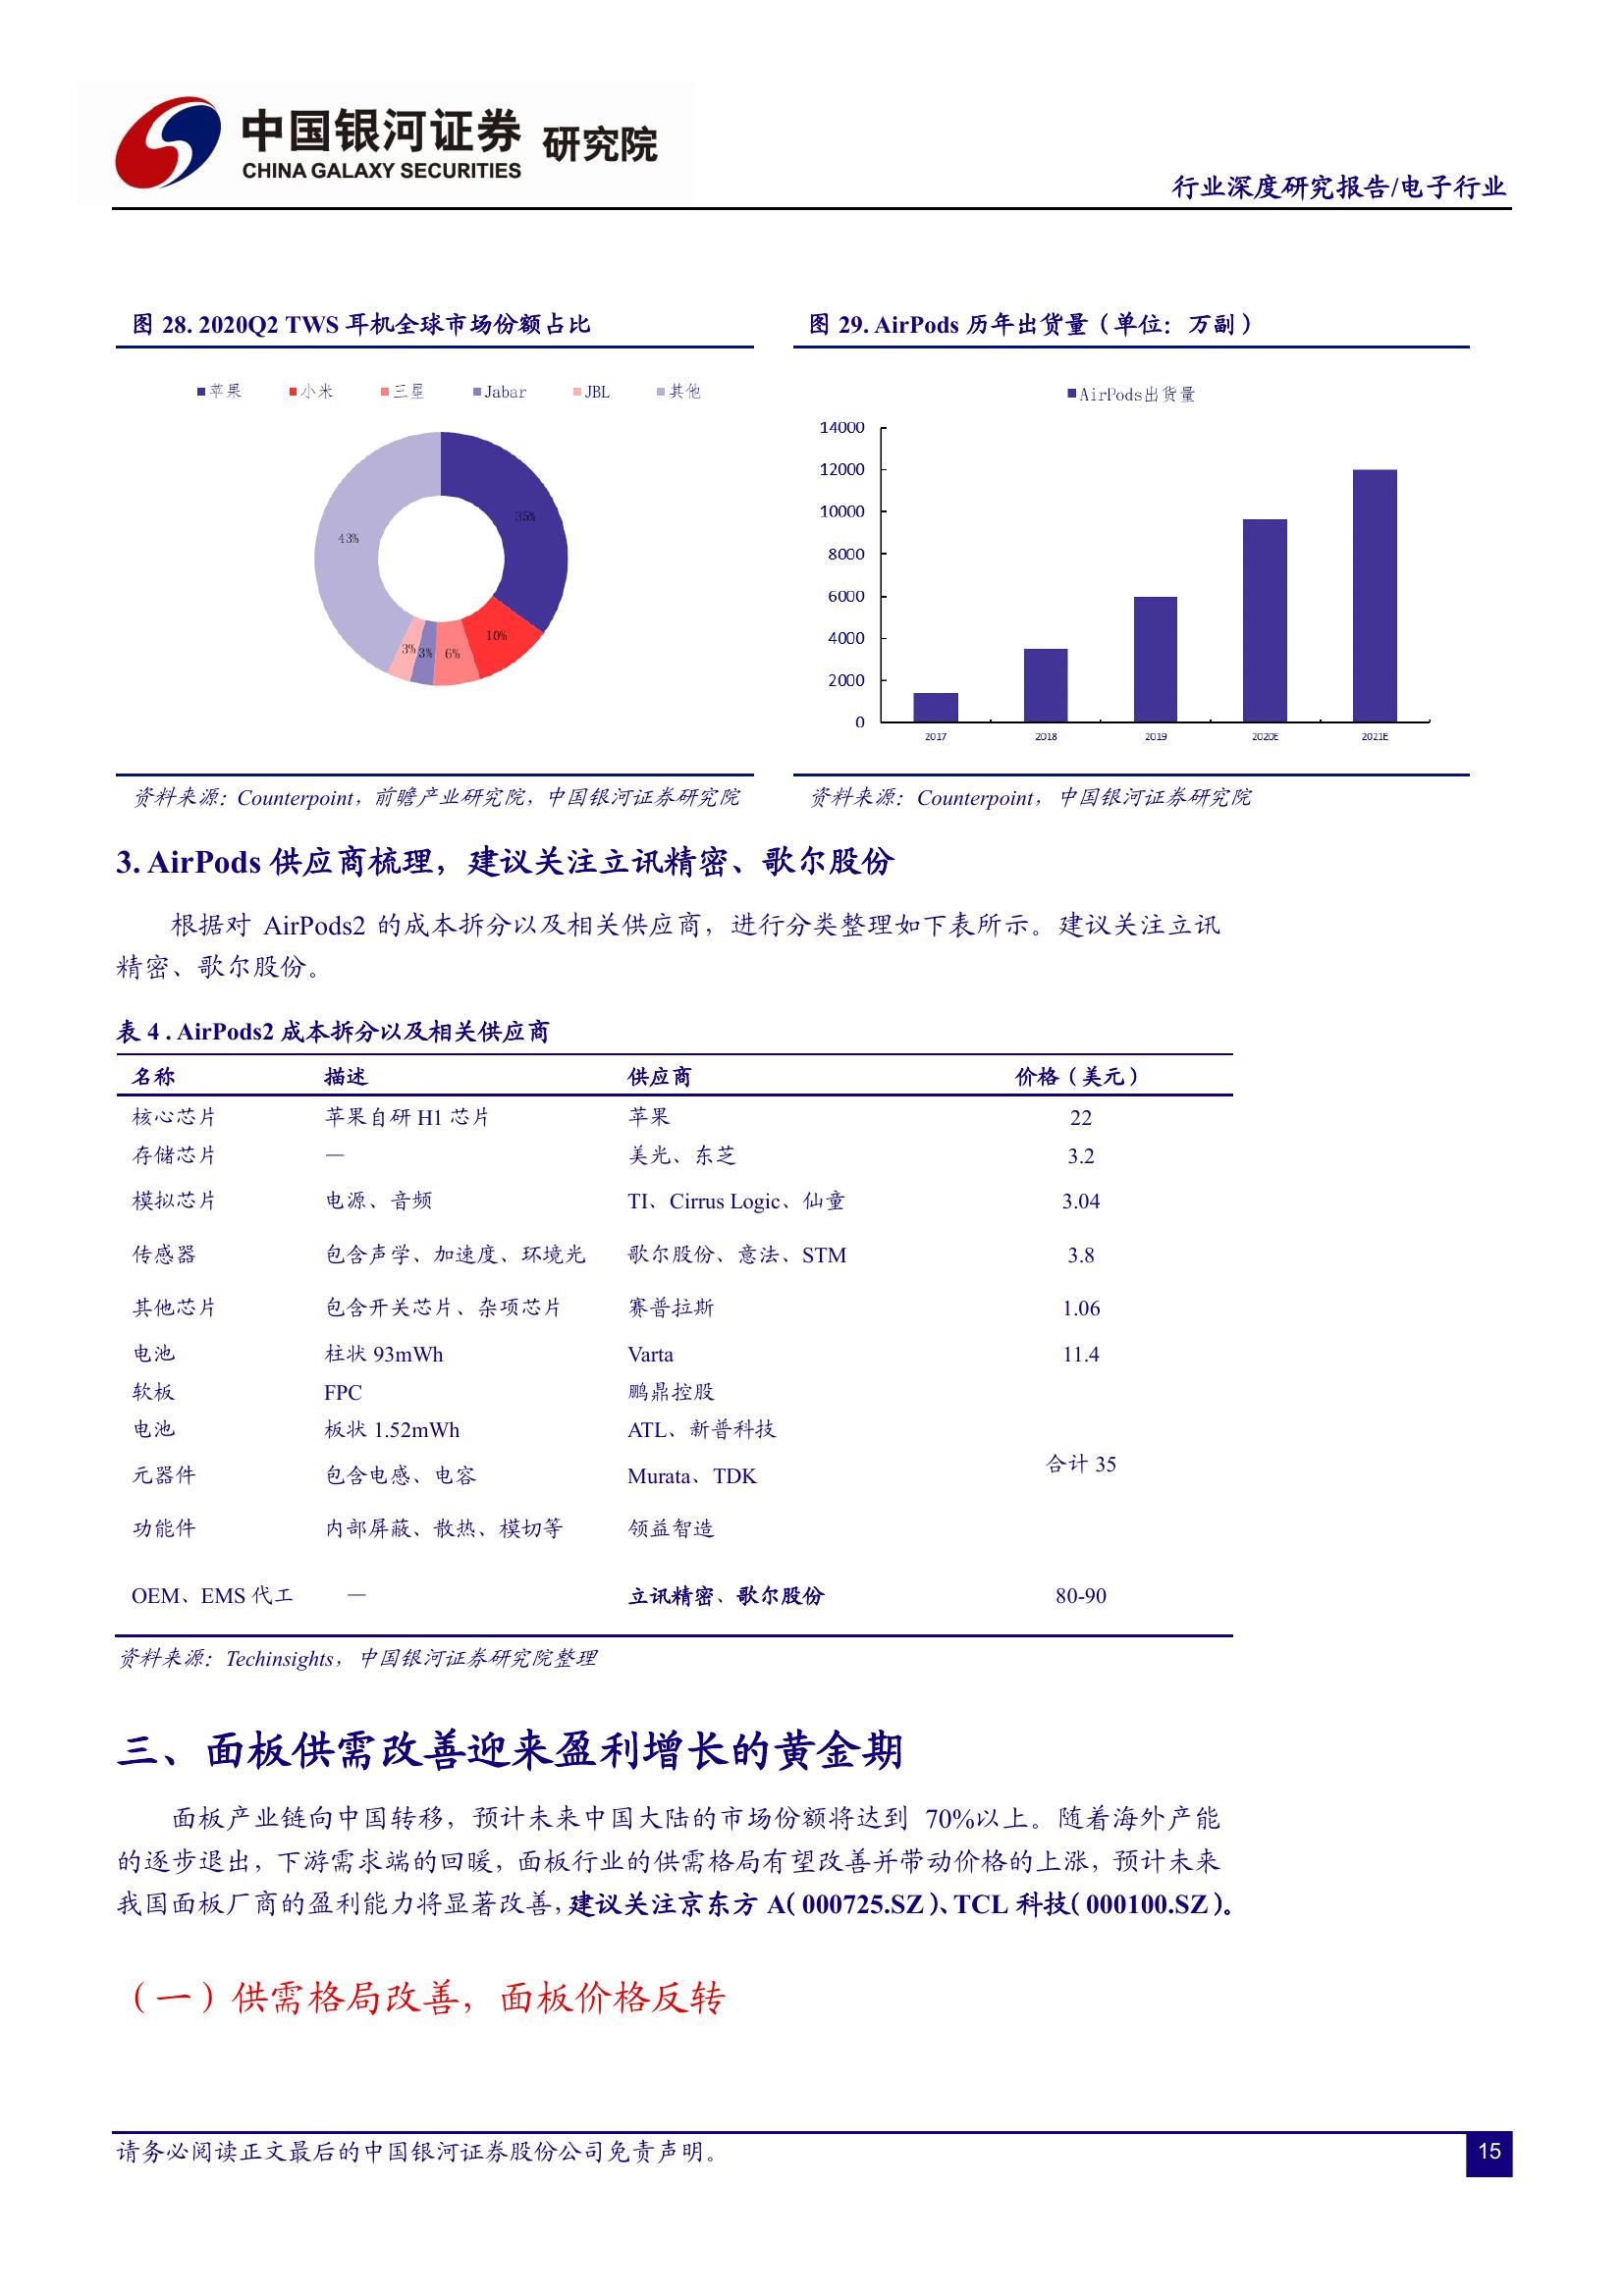 中国银河证券 研究院
CHINA GALAXY SECURITIES
行业深度研究报告/电子行业
图 28. 2020Q2 TWS 耳机全球市场份额占比
苹果 小米 三星 Jabar JBL 其他
35%
43%
10%
3% 3% 6%
资料来源：Counterpoint，前瞻产业研究院，中国银河证券研究院
图 29. AirPods 历年出货量（单位：万副）
AirPods出货量
14000
12000
10000
8000
6000
4000
2000
0
2017 2018 2019 2020E 2021E
资料来源：Counterpoint，中国银河证券研究院
3. AirPods 供应商梳理，建议关注立讯精密、歌尔股份
根据对 AirPods2 的成本拆分以及相关供应商，进行分类整理如下表所示。建议关注立讯
精密、歌尔股份。
表 4 . AirPods2 成本拆分以及相关供应商
名称 描述 供应商 价格（美元）
核心芯片 苹果自研 H1 芯片 苹果 22
存储芯片 — 美光、东芝 3.2
模拟芯片 电源、音频 TI、Cirrus Logic、仙童 3.04
传感器 包含声学、加速度、环境光 歌尔股份、意法、STM 3.8
其他芯片 包含开关芯片、杂项芯片 赛普拉斯 1.06
电池 柱状 93mWh Varta 11.4
软板 FPC 鹏鼎控股
电池 板状 1.52mWh ATL、新普科技
合计 35
元器件 包含电感、电容 Murata、TDK
功能件 内部屏蔽、散热、模切等 领益智造
OEM、EMS 代工 — 立讯精密、歌尔股份 80-90
资料来源：Techinsights，中国银河证券研究院整理
三、面板供需改善迎来盈利增长的黄金期
面板产业链向中国转移，预计未来中国大陆的市场份额将达到 70%以上。随着海外产能
的逐步退出，下游需求端的回暖，面板行业的供需格局有望改善并带动价格的上涨，预计未来
我国面板厂商的盈利能力将显著改善，建议关注京东方 A（000725.SZ）、TCL 科技（000100.SZ）。
（一）供需格局改善，面板价格反转
请务必阅读正文最后的中国银河证券股份公司免责声明。
15